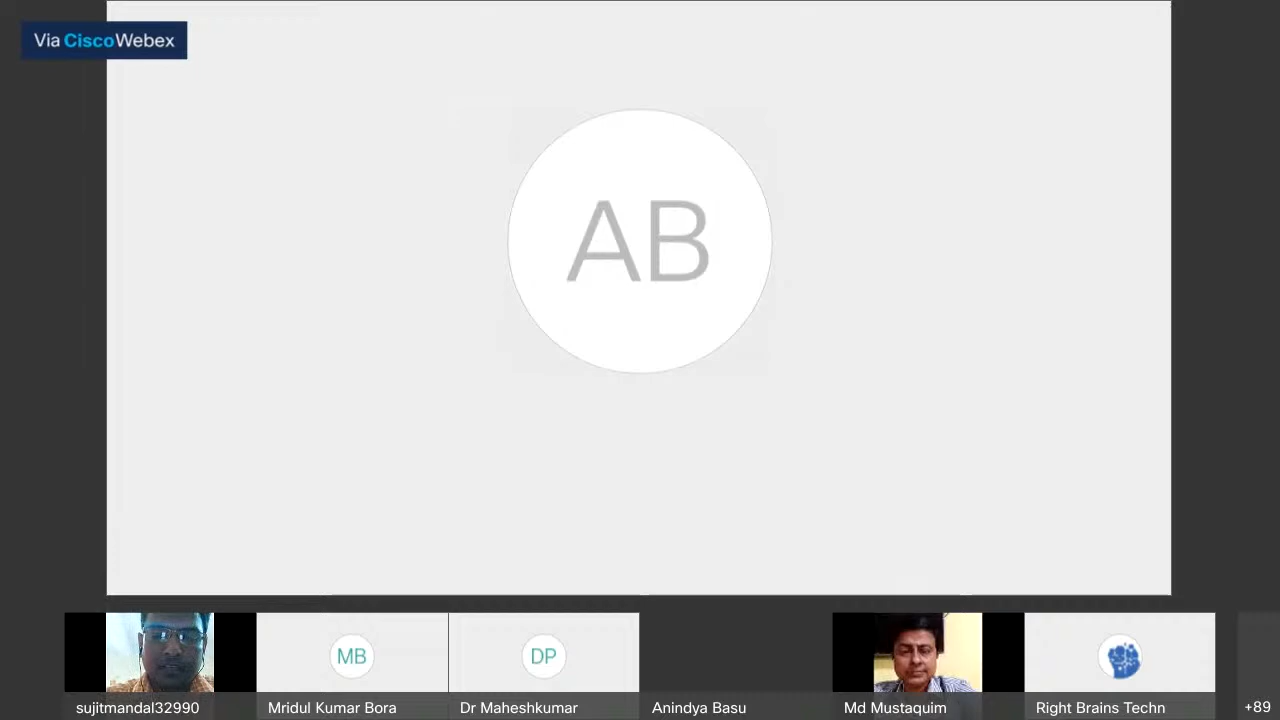 Via CiscoWebex
AB
MB
DP
sujitmandal32990
Mridul Kumar Bora
Dr Maheshkumar
Anindya Basu
Md Mustaquim
Right Brains Techn
+89